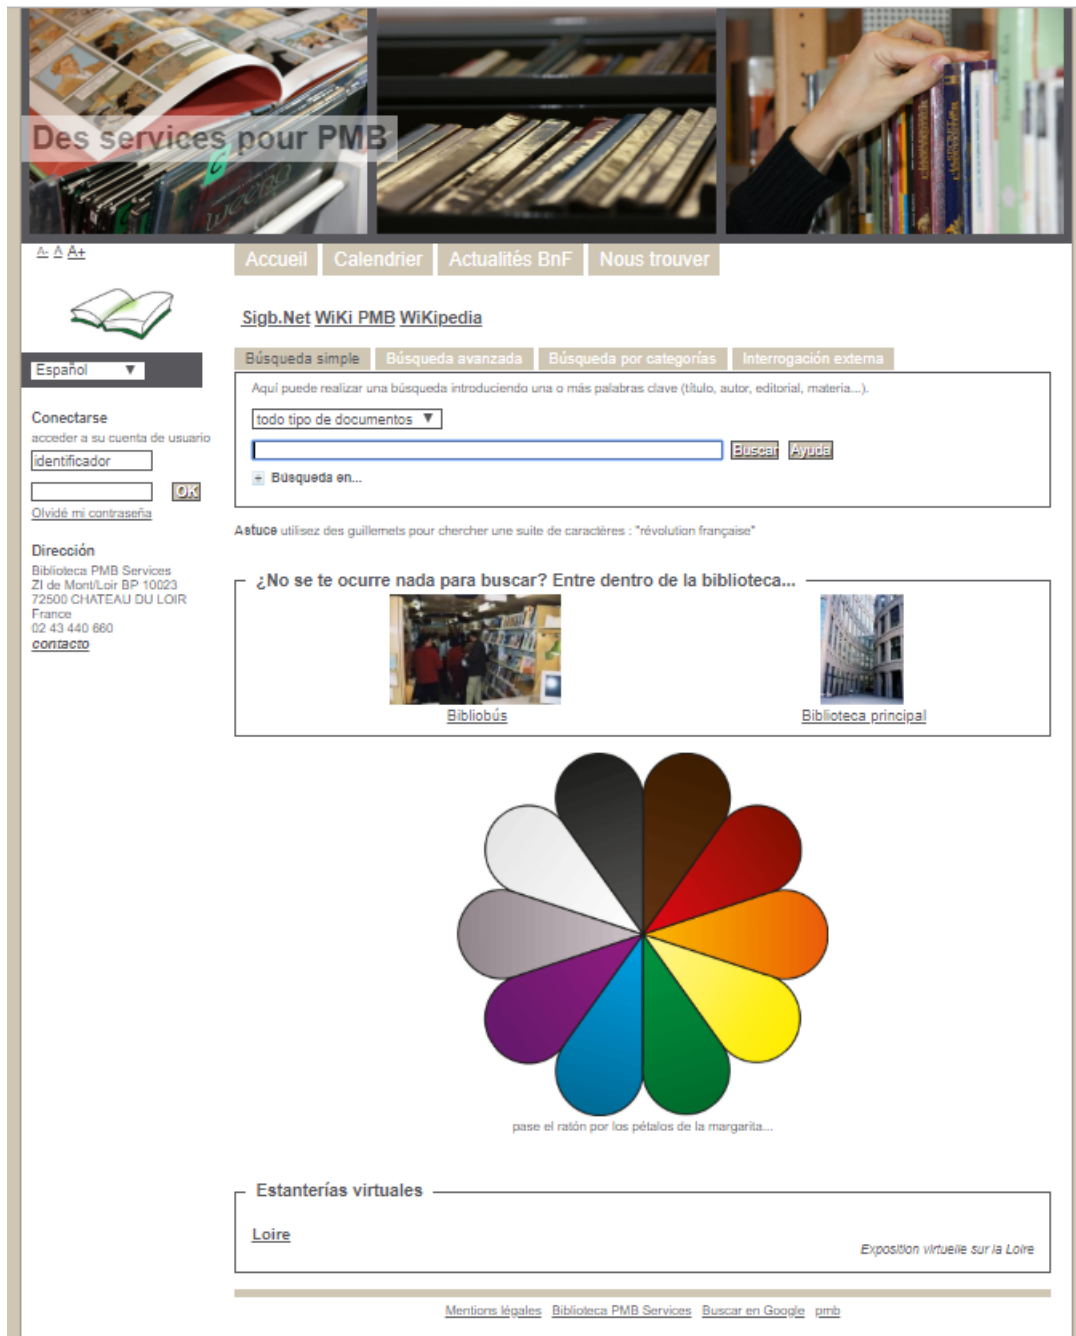 Des services pour PMB
A- A A+
Accueil Calendrier Actualités BnF Nous trouver
Sigb.Net WiKi PMB WiKipedia
Español
Búsqueda simple Búsqueda avanzada Búsqueda por categorías Interrogación externa
Aquí puede realizar una búsqueda introduciendo una o más palabras clave (título, autor, editorial, materia...).
todo tipo de documentos
Buscar Ayuda
Búsqueda en...
Conectarse
acceder a su cuenta de usuario
identificador
OK
Olvidé mi contraseña
Astuce utilisez des guillemets pour chercher une suite de caractères : "révolution française"
Dirección
Biblioteca PMB Services
ZI de Mont/Loir BP 10023
72500 CHATEAU DU LOIR
France
02 43 440 660
contacto
¿No se te ocurre nada para buscar? Entre dentro de la biblioteca...
Bibliobús
Biblioteca principal
pase el ratón por los pétalos de la margarita...
Estanterías virtuales
Loire
Exposition virtuelle sur la Loire
Mentions légales Biblioteca PMB Services Buscar en Google pmb